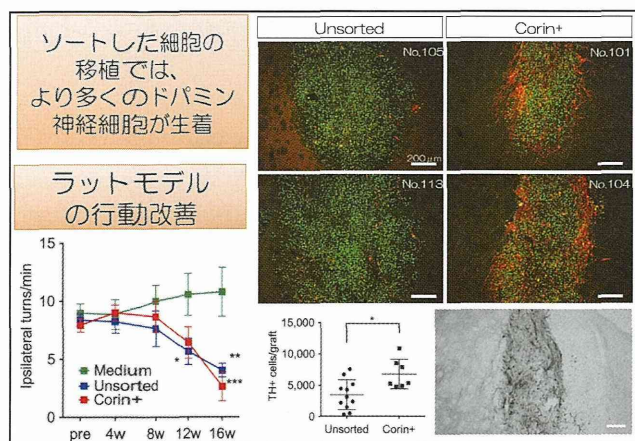 ソートした細胞の
移植では、
より多くのドパミン
神経細胞が生着
ラットモデル
の行動改善
Ipsilateral turns/min
15
10
5
0
Medium
Unsorted
Corin+
*
**
***
pre 4w 8w 12w 16w
Unsorted
Corin+
No.105
200μm
No.101
No.113
No.104
TH+ cells/graft
15,000
10,000
5,000
0
*
Unsorted Corin+